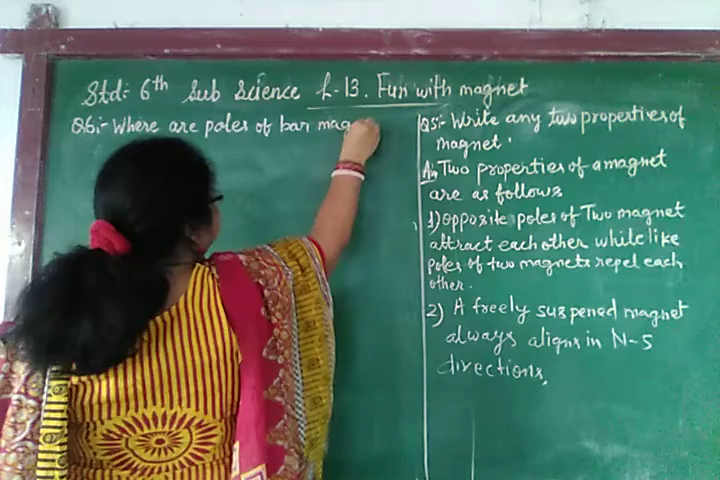 Std:- 6th Sub Science L-13. Fun with magnet
Q6:- Where are poles of bar mag
Q5:- Write any two properties of
magnet.
Ans Two properties of a magnet
are as follows
1) Opposite poles of Two magnet
attract each other while like
poles of two magnets repel each
other.
2) A freely suspened magnet
always aligns in N-S
directions.